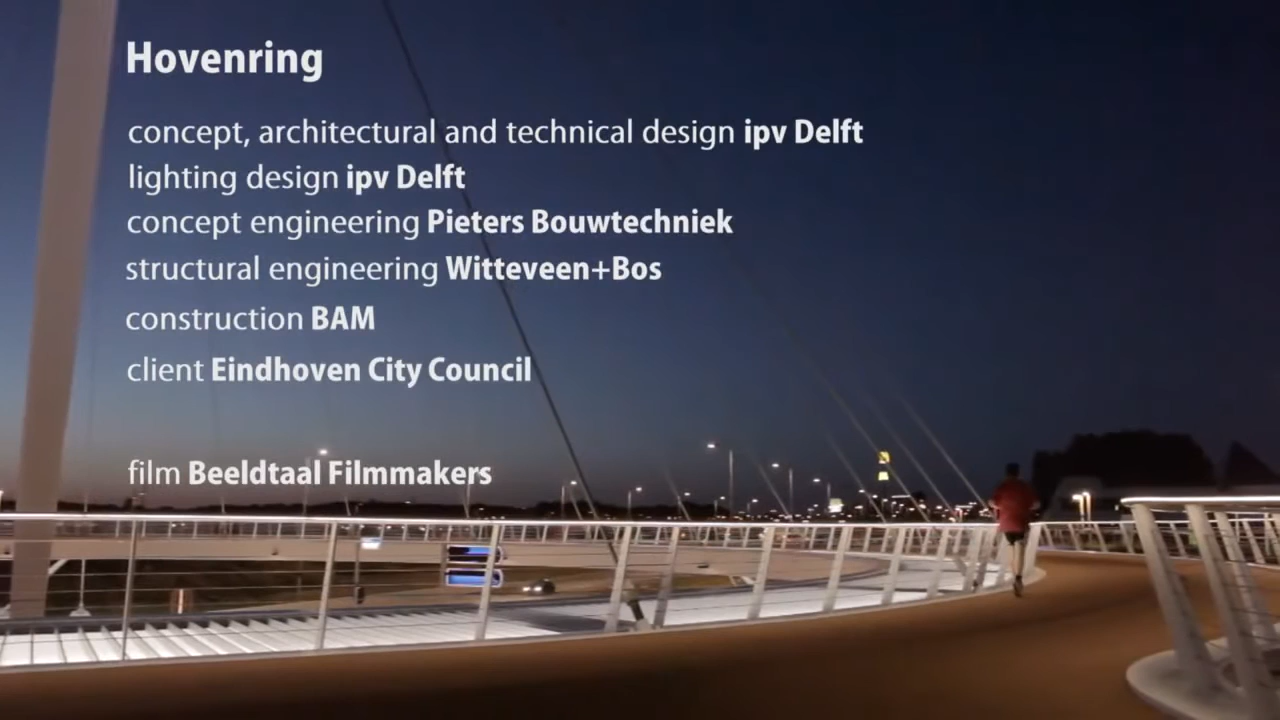 Hovenring
concept, architectural and technical design ipv Delft
lighting design ipv Delft
concept engineering Pieters Bouwtechniek
structural engineering Witteveen+Bos
construction BAM
client Eindhoven City Council
film Beeldtaal Filmmakers